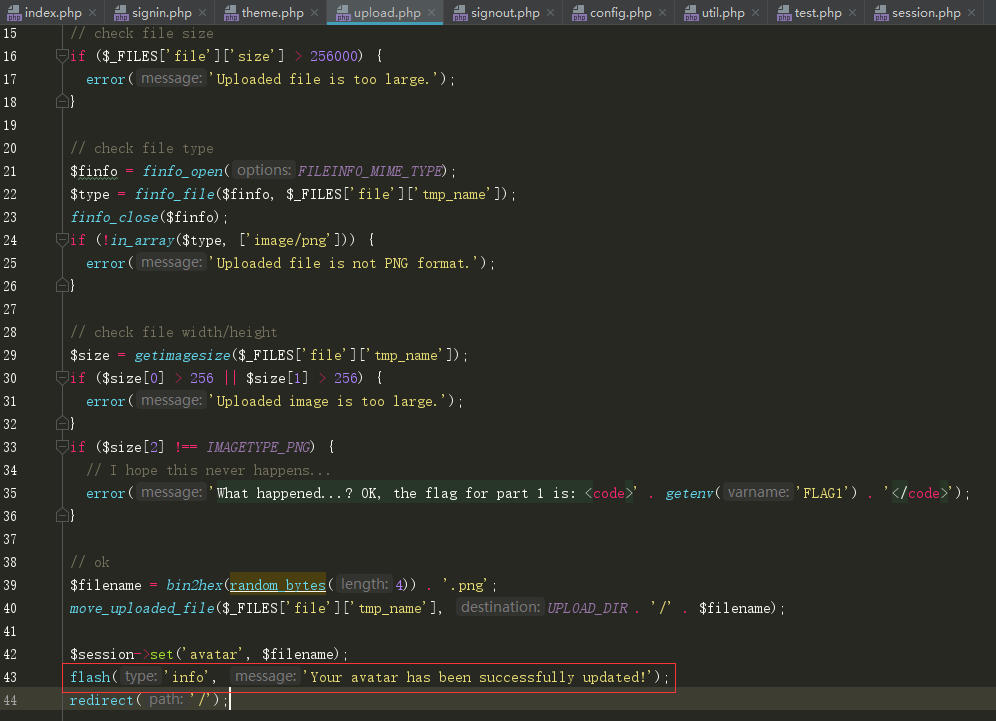 index.php signin.php theme.php upload.php signout.php config.php util.php test.php session.php
15 // check file size
16 if ($_FILES['file']['size'] > 256000) {
17 error( message: 'Uploaded file is too large.');
18 }
19
20 // check file type
21 $finfo = finfo_open( options: FILEINFO_MIME_TYPE);
22 $type = finfo_file($finfo, $_FILES['file']['tmp_name']);
23 finfo_close($finfo);
24 if (!in_array($type, ['image/png'])) {
25 error( message: 'Uploaded file is not PNG format.');
26 }
27
28 // check file width/height
29 $size = getimagesize($_FILES['file']['tmp_name']);
30 if ($size[0] > 256 || $size[1] > 256) {
31 error( message: 'Uploaded image is too large.');
32 }
33 if ($size[2] !== IMAGETYPE_PNG) {
34 // I hope this never happens...
35 error( message: 'What happened...? OK, the flag for part 1 is: <code>' . getenv( varname: 'FLAG1') . '</code>');
36 }
37
38 // ok
39 $filename = bin2hex(random_bytes( length: 4)) . '.png';
40 move_uploaded_file($_FILES['file']['tmp_name'], destination: UPLOAD_DIR . '/' . $filename);
41
42 $session->set('avatar', $filename);
43 flash( type: 'info', message: 'Your avatar has been successfully updated!');
44 redirect( path: '/');